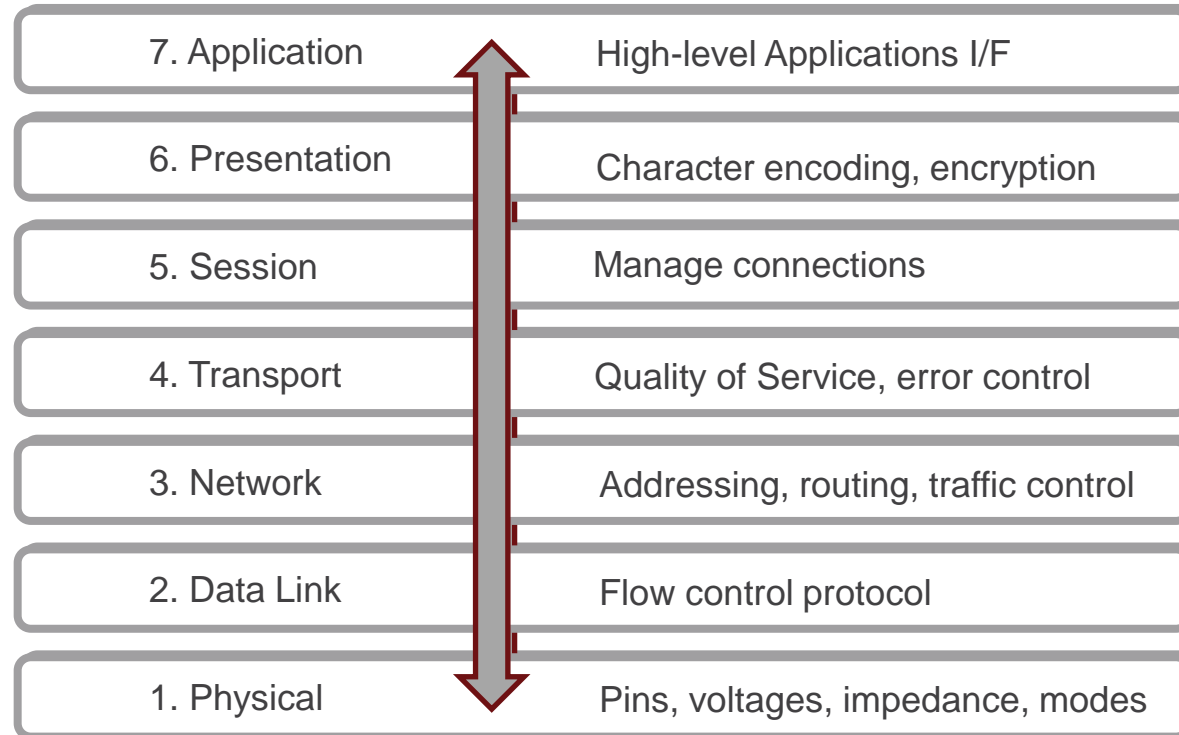 7. Application High-level Applications I/F
6. Presentation Character encoding, encryption
5. Session Manage connections
4. Transport Quality of Service, error control
3. Network Addressing, routing, traffic control
2. Data Link Flow control protocol
1. Physical Pins, voltages, impedance, modes